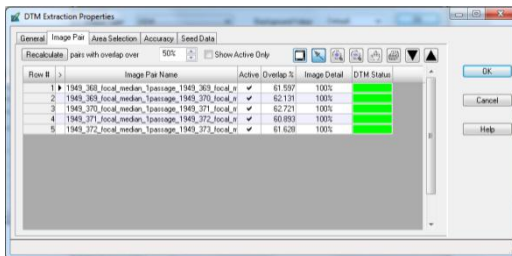 DTM Extraction Properties
General Image Pair Area Selection Accuracy Seed Data
Recalculate pairs with overlap over 50% Show Active Only
Row # > Image Pair Name Active Overlap % Image Detail DTM Status
1 1949_368_focal_median_1passage_1949_369_focal_m 61.597 100%
2 1949_369_focal_median_1passage_1949_370_focal_m 62.131 100%
3 1949_370_focal_median_1passage_1949_371_focal_m 62.721 100%
4 1949_371_focal_median_1passage_1949_372_focal_m 60.893 100%
5 1949_372_focal_median_1passage_1949_373_focal_m 61.628 100%
OK
Cancel
Help